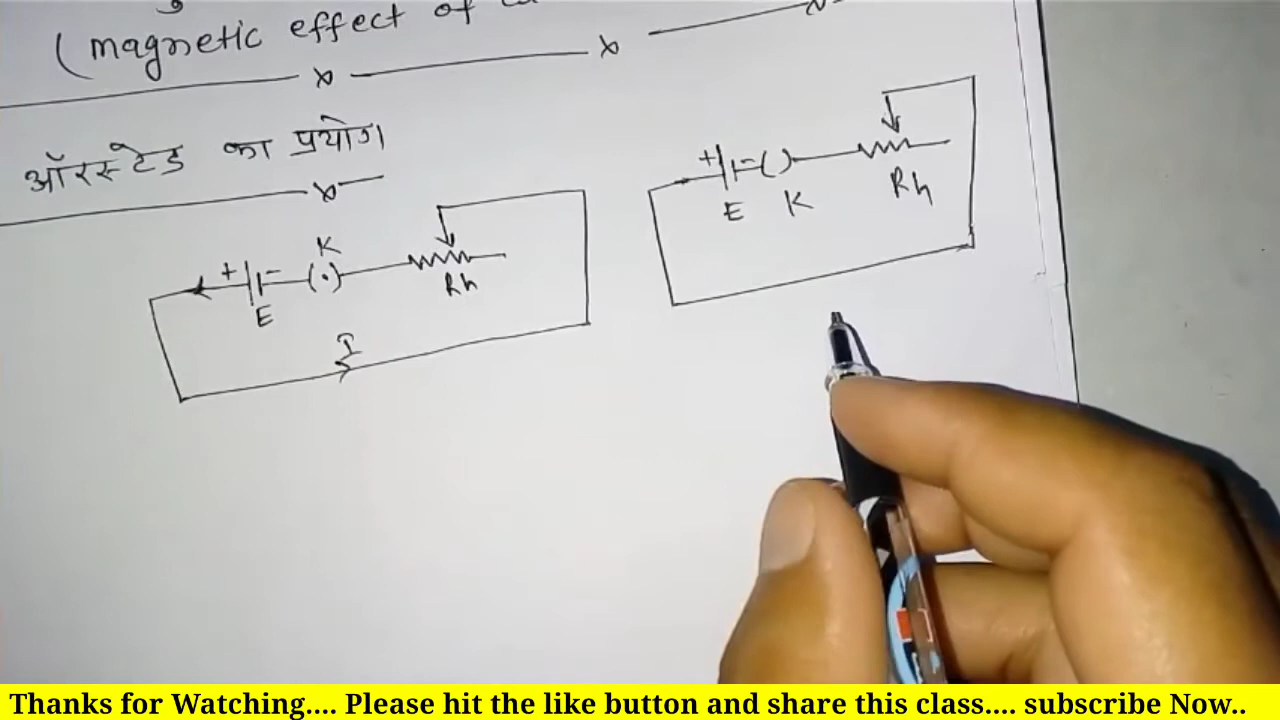 (magnetic effect of
ऑरस्टेड का प्रयोग
+ - K
E Rh
I
+ -
E K Rh
Thanks for Watching.... Please hit the like button and share this class.... subscribe Now..